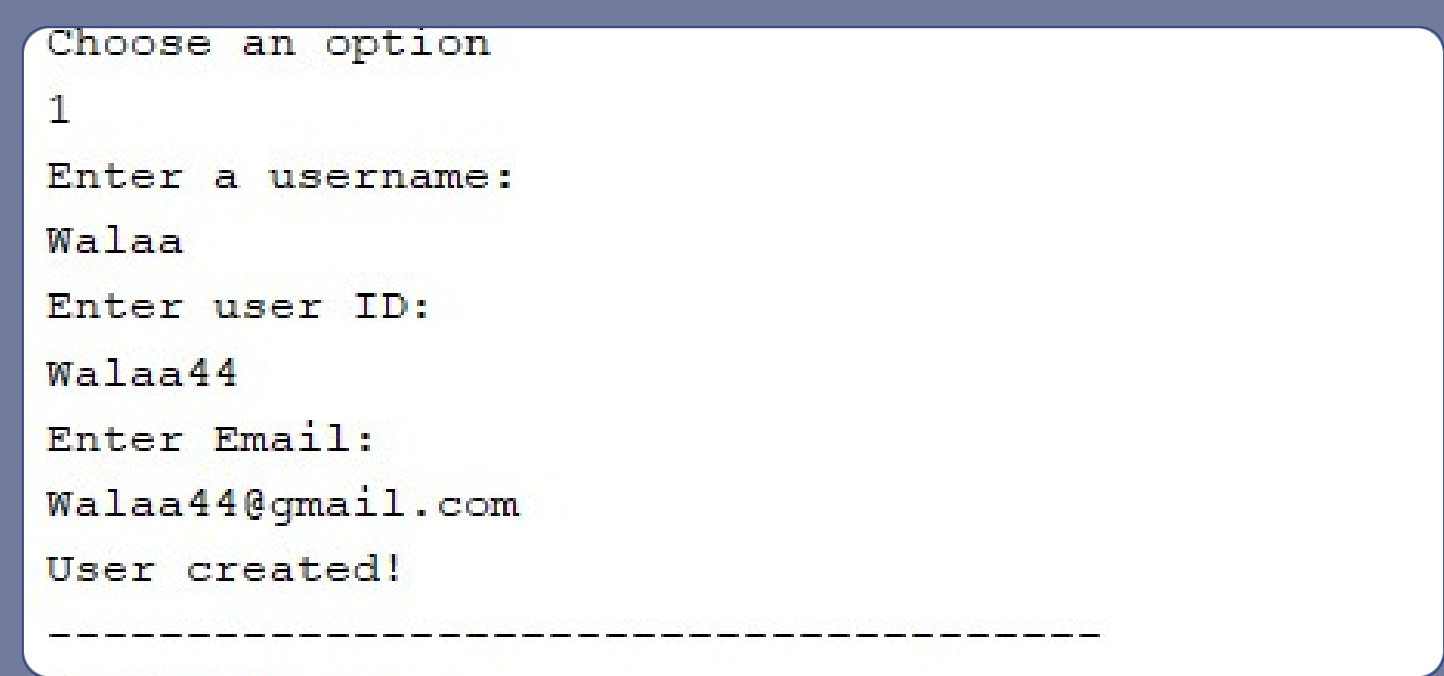 Choose an option
1
Enter a username:
Walaa
Enter user ID:
Walaa44
Enter Email:
Walaa44@gmail.com
User created!
---------------------------------------